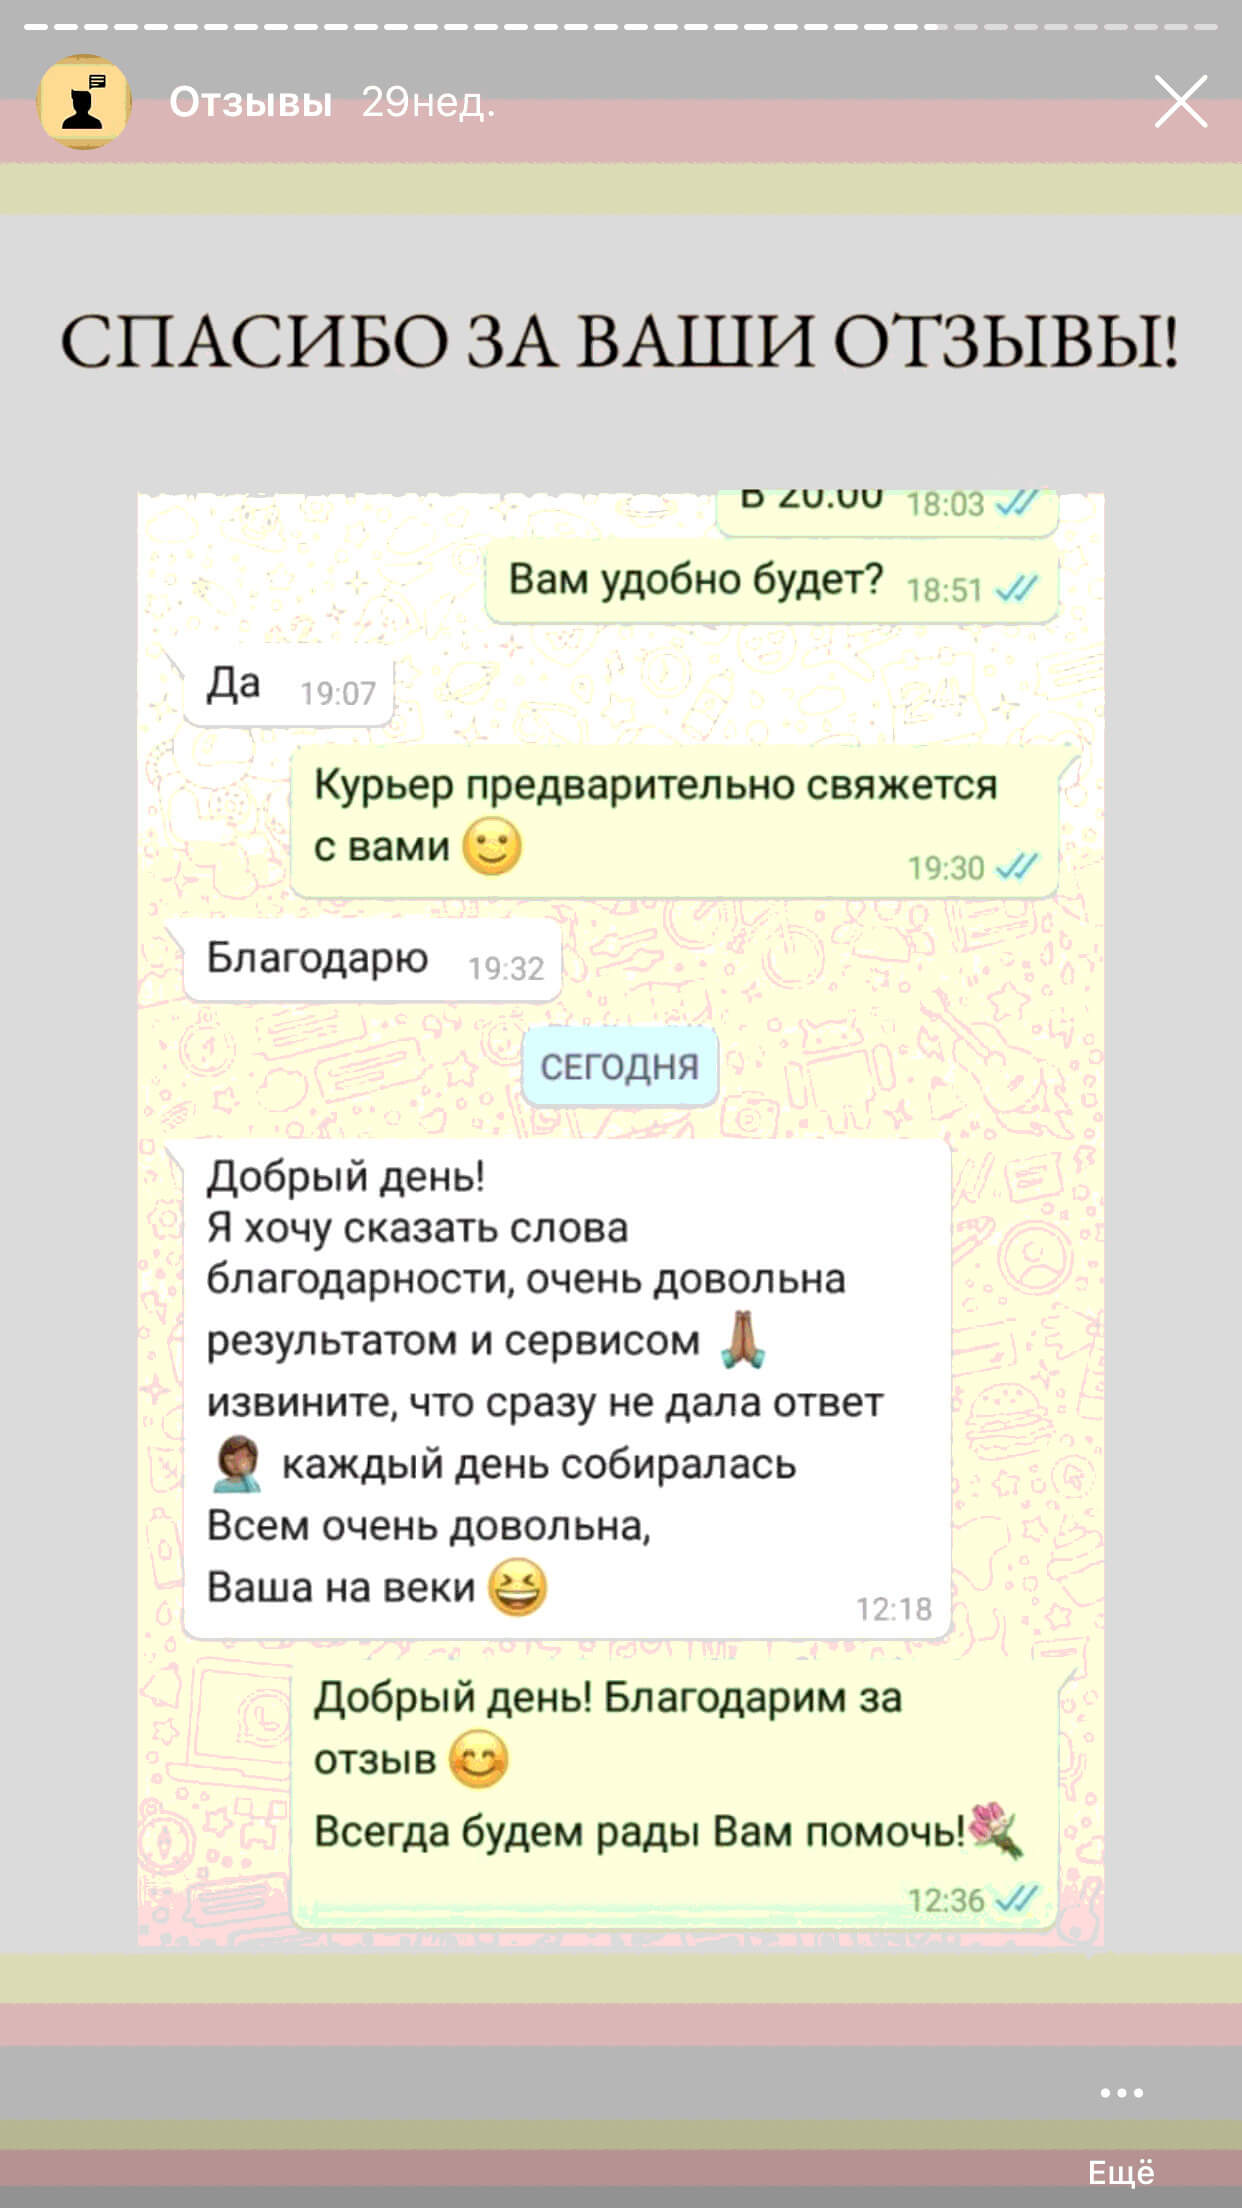 Отзывы 29нед.
СПАСИБО ЗА ВАШИ ОТЗЫВЫ!
В 20.00 18:03
Вам удобно будет? 18:51
Да 19:07
Курьер предварительно свяжется
с вами 🙂
19:30
Благодарю 19:32
СЕГОДНЯ
Добрый день!
Я хочу сказать слова
благодарности, очень довольна
результатом и сервисом 🙏🏽
извините, что сразу не дала ответ
🤦🏽‍♀️ каждый день собиралась
Всем очень довольна,
Ваша на веки 😆
12:18
Добрый день! Благодарим за
отзыв 😊
Всегда будем рады Вам помочь!💐
12:36
Ещё